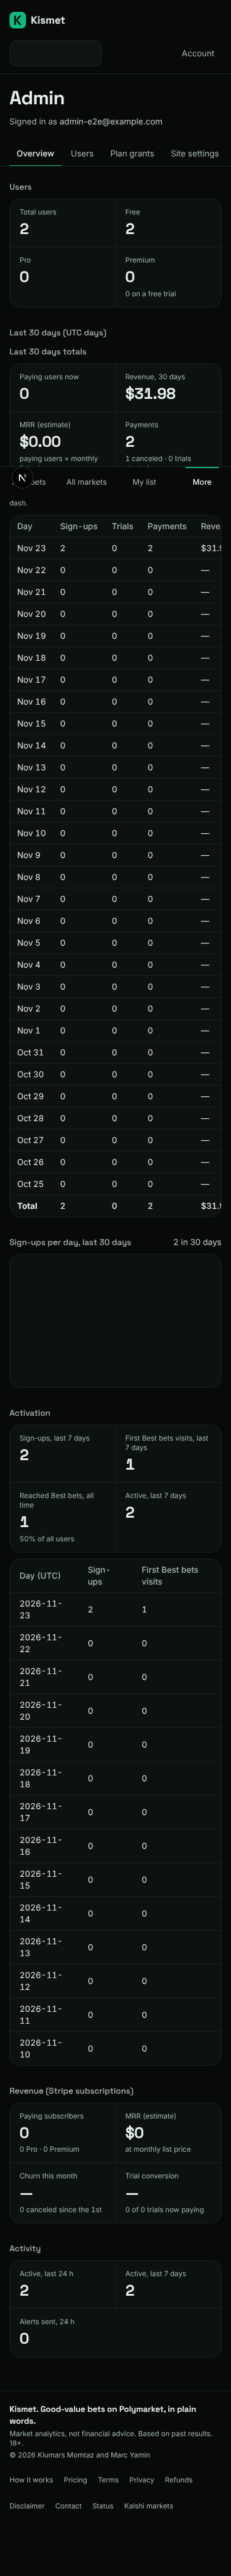 Kismet
Account
Admin
Signed in as admin-e2e@example.com
Overview Users Plan grants Site settings
Users
Total users
2
Free
2
Pro
0
Premium
0
0 on a free trial
Last 30 days (UTC days)
Last 30 days totals
Paying users now
0
Revenue, 30 days
$31.98
MRR (estimate)
$0.00
paying users × monthly
Payments
2
1 canceled · 0 trials
All markets My list More
dash.
Day Sign-ups Trials Payments Reve
Nov 23 2 0 2 $31.9
Nov 22 0 0 0 —
Nov 21 0 0 0 —
Nov 20 0 0 0 —
Nov 19 0 0 0 —
Nov 18 0 0 0 —
Nov 17 0 0 0 —
Nov 16 0 0 0 —
Nov 15 0 0 0 —
Nov 14 0 0 0 —
Nov 13 0 0 0 —
Nov 12 0 0 0 —
Nov 11 0 0 0 —
Nov 10 0 0 0 —
Nov 9 0 0 0 —
Nov 8 0 0 0 —
Nov 7 0 0 0 —
Nov 6 0 0 0 —
Nov 5 0 0 0 —
Nov 4 0 0 0 —
Nov 3 0 0 0 —
Nov 2 0 0 0 —
Nov 1 0 0 0 —
Oct 31 0 0 0 —
Oct 30 0 0 0 —
Oct 29 0 0 0 —
Oct 28 0 0 0 —
Oct 27 0 0 0 —
Oct 26 0 0 0 —
Oct 25 0 0 0 —
Total 2 0 2 $31.9
Sign-ups per day, last 30 days 2 in 30 days
Activation
Sign-ups, last 7 days
2
First Best bets visits, last
7 days
1
Reached Best bets, all
time
1
50% of all users
Active, last 7 days
2
Day (UTC) Sign-
ups First Best bets
visits
2026-11-
23 2 1
2026-11-
22 0 0
2026-11-
21 0 0
2026-11-
20 0 0
2026-11-
19 0 0
2026-11-
18 0 0
2026-11-
17 0 0
2026-11-
16 0 0
2026-11-
15 0 0
2026-11-
14 0 0
2026-11-
13 0 0
2026-11-
12 0 0
2026-11-
11 0 0
2026-11-
10 0 0
Revenue (Stripe subscriptions)
Paying subscribers
0
0 Pro · 0 Premium
MRR (estimate)
$0
at monthly list price
Churn this month
—
0 canceled since the 1st
Trial conversion
—
0 of 0 trials now paying
Activity
Active, last 24 h
2
Active, last 7 days
2
Alerts sent, 24 h
0
Kismet. Good-value bets on Polymarket, in plain
words.
Market analytics, not financial advice. Based on past results.
18+.
© 2026 Kiumars Momtaz and Marc Yamin
How it works Pricing Terms Privacy Refunds
Disclaimer Contact Status Kalshi markets